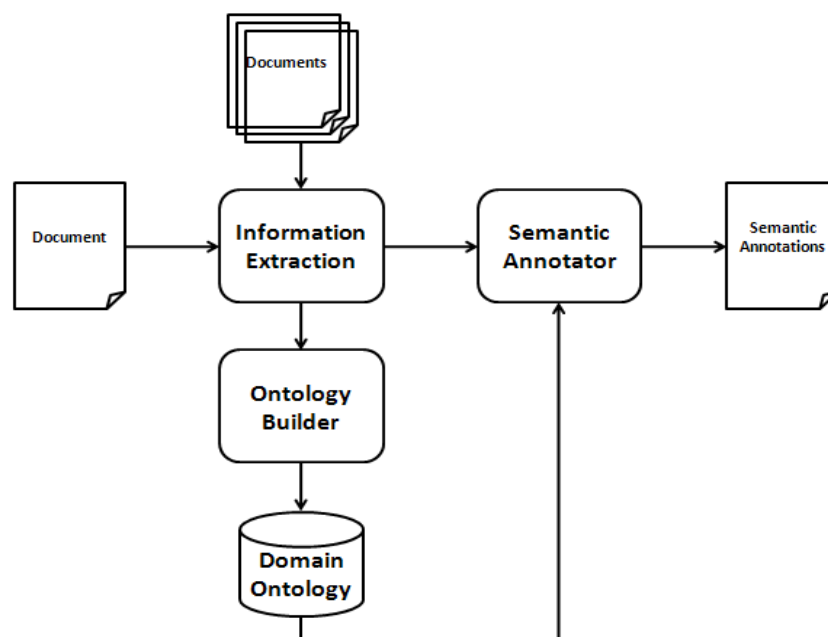 Documents
Document
Information
Extraction
Semantic
Annotator
Semantic
Annotations
Ontology
Builder
Domain
Ontology